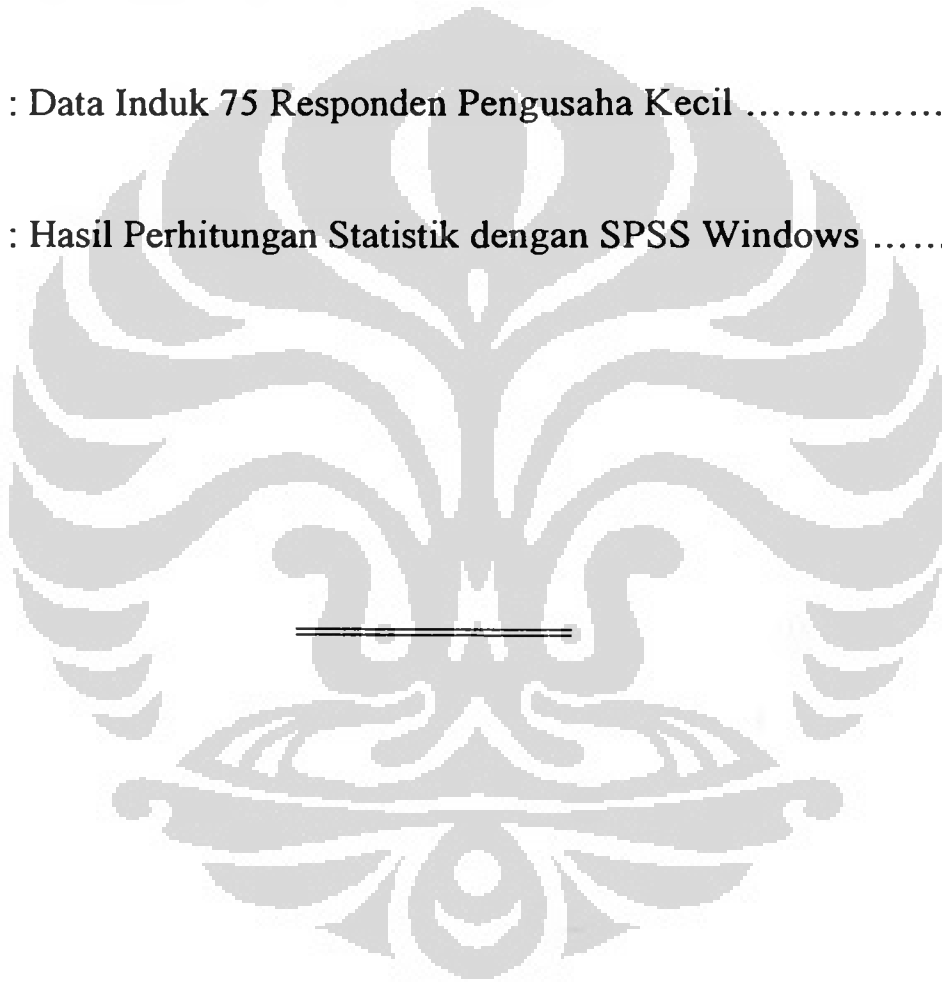 : Data Induk 75 Responden Pengusaha Kecil ...............
: Hasil Perhitungan Statistik dengan SPSS Windows ......